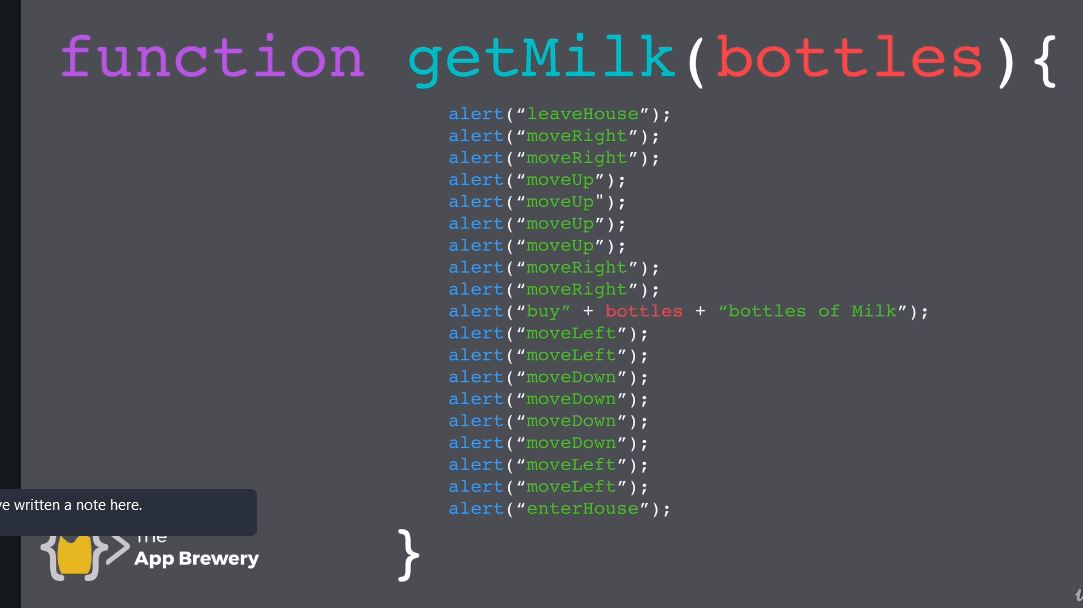 function getMilk(bottles){
alert(“leaveHouse”);
alert(“moveRight”);
alert(“moveRight”);
alert(“moveUp”);
alert(“moveUp");
alert(“moveUp”);
alert(“moveUp”);
alert(“moveRight”);
alert(“moveRight”);
alert(“buy” + bottles + “bottles of Milk”);
alert(“moveLeft”);
alert(“moveLeft”);
alert(“moveDown”);
alert(“moveDown”);
alert(“moveDown”);
alert(“moveDown”);
alert(“moveLeft”);
alert(“moveLeft”);
alert(“enterHouse”);
}
written a note here.
The
App Brewery